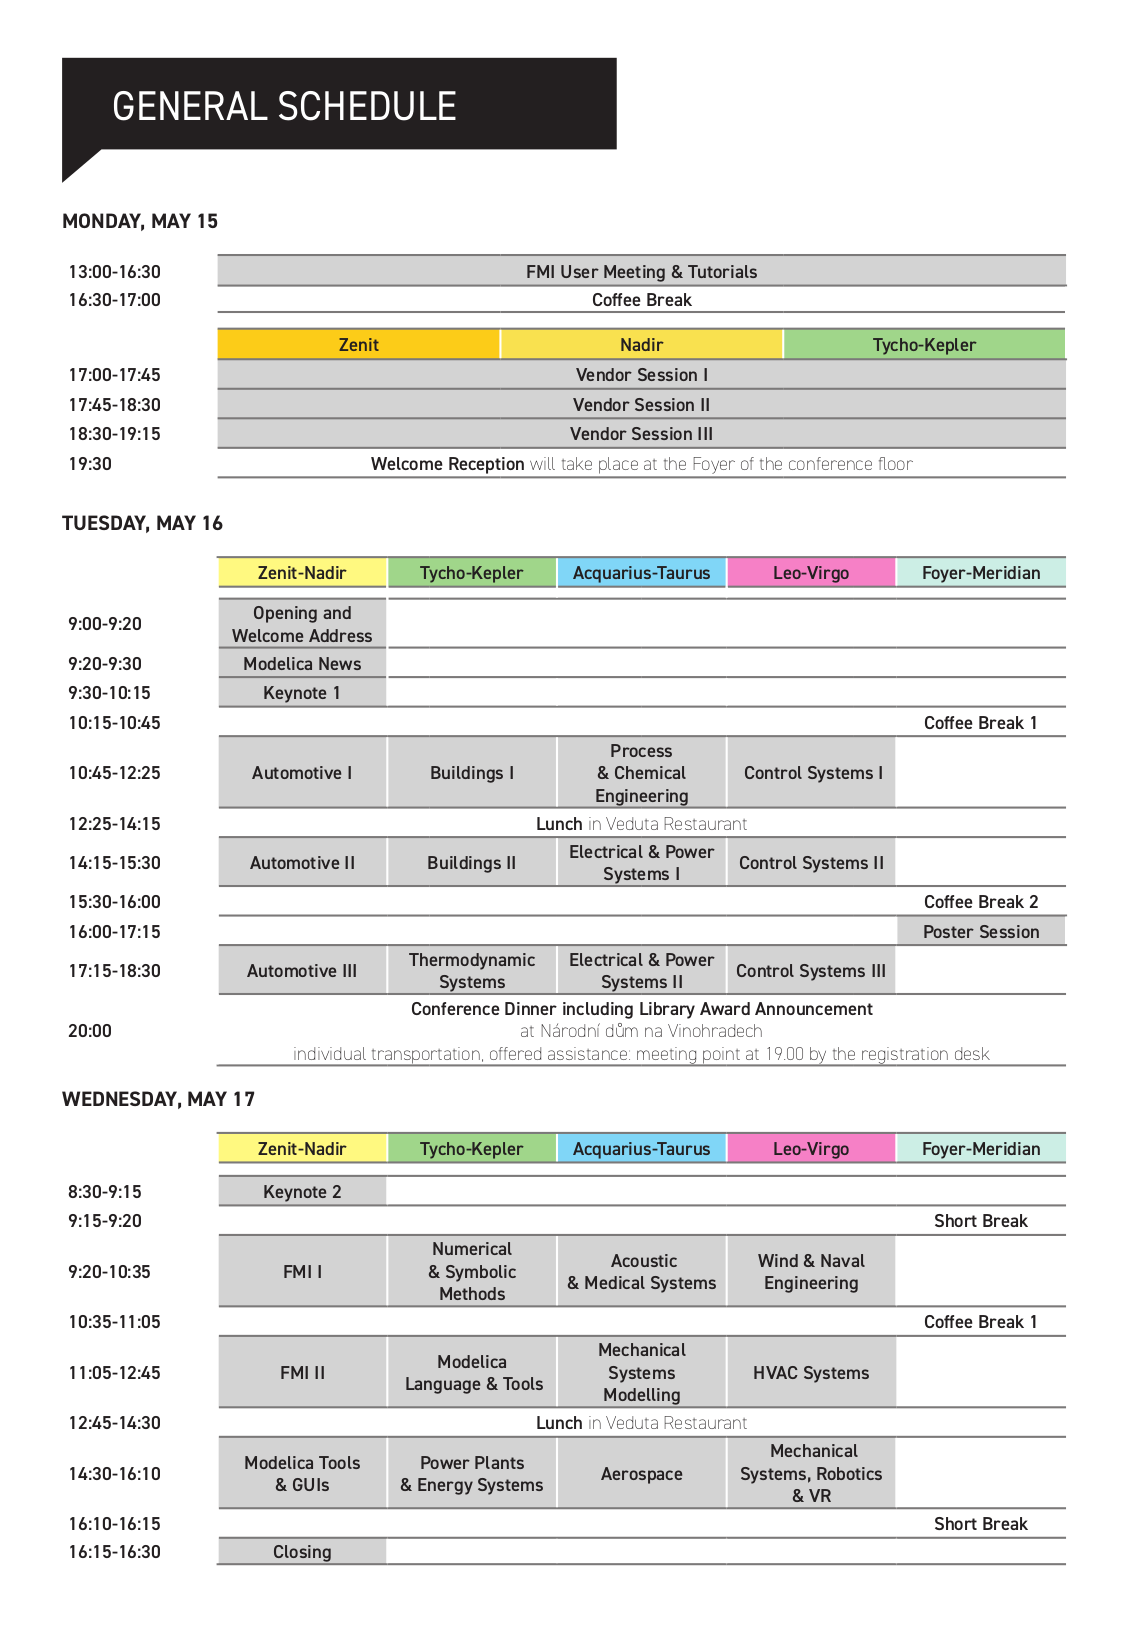 GENERAL SCHEDULE
MONDAY, MAY 15
13:00-16:30 FMI User Meeting & Tutorials
16:30-17:00 Coffee Break
Zenit Nadir Tycho-Kepler
17:00-17:45 Vendor Session I
17:45-18:30 Vendor Session II
18:30-19:15 Vendor Session III
19:30 Welcome Reception will take place at the Foyer of the conference floor
TUESDAY, MAY 16
Zenit-Nadir Tycho-Kepler Acquarius-Taurus Leo-Virgo Foyer-Meridian
9:00-9:20
Opening and
Welcome Address
9:20-9:30 Modelica News
9:30-10:15 Keynote 1
10:15-10:45 Coffee Break 1
10:45-12:25 Automotive I Buildings I
Process
& Chemical
Engineering
Control Systems I
12:25-14:15 Lunch in Veduta Restaurant
14:15-15:30 Automotive II Buildings II
Electrical & Power
Systems I
Control Systems II
15:30-16:00 Coffee Break 2
16:00-17:15 Poster Session
17:15-18:30 Automotive III
Thermodynamic
Systems
Electrical & Power
Systems II
Control Systems III
20:00
Conference Dinner including Library Award Announcement
at Národní dům na Vinohradech
individual transportation, offered assistance: meeting point at 19.00 by the registration desk
WEDNESDAY, MAY 17
Zenit-Nadir Tycho-Kepler Acquarius-Taurus Leo-Virgo Foyer-Meridian
8:30-9:15 Keynote 2
9:15-9:20 Short Break
9:20-10:35 FMI I
Numerical
& Symbolic
Methods
Acoustic
& Medical Systems
Wind & Naval
Engineering
10:35-11:05 Coffee Break 1
11:05-12:45 FMI II
Modelica
Language & Tools
Mechanical
Systems
Modelling
HVAC Systems
12:45-14:30 Lunch in Veduta Restaurant
14:30-16:10
Modelica Tools
& GUIs
Power Plants
& Energy Systems
Aerospace
Mechanical
Systems, Robotics
& VR
16:10-16:15 Short Break
16:15-16:30 Closing